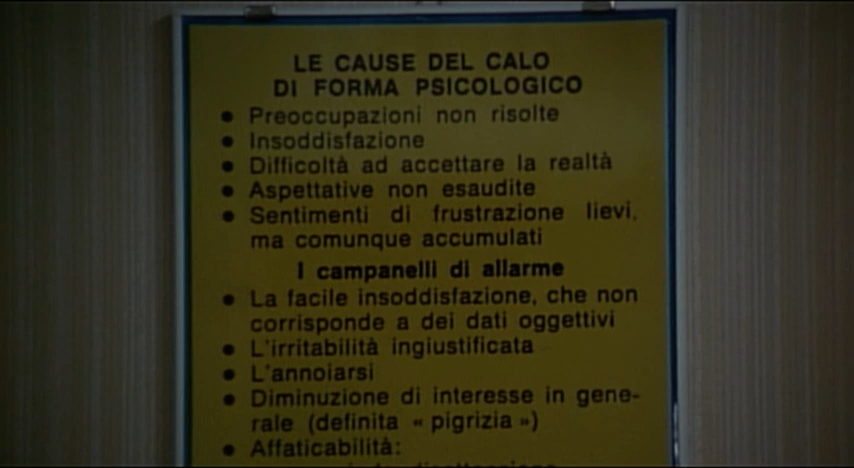 LE CAUSE DEL CALO
DI FORMA PSICOLOGICO
● Preoccupazioni non risolte
● Insoddisfazione
● Difficoltà ad accettare la realtà
● Aspettative non esaudite
● Sentimenti di frustrazione lievi,
ma comunque accumulati
I campanelli di allarme
● La facile insoddisfazione, che non
corrisponde a dei dati oggettivi
● L'irritabilità ingiustificata
● L'annoiarsi
● Diminuzione di interesse in gene-
rale (definita « pigrizia »)
● Affaticabilità: